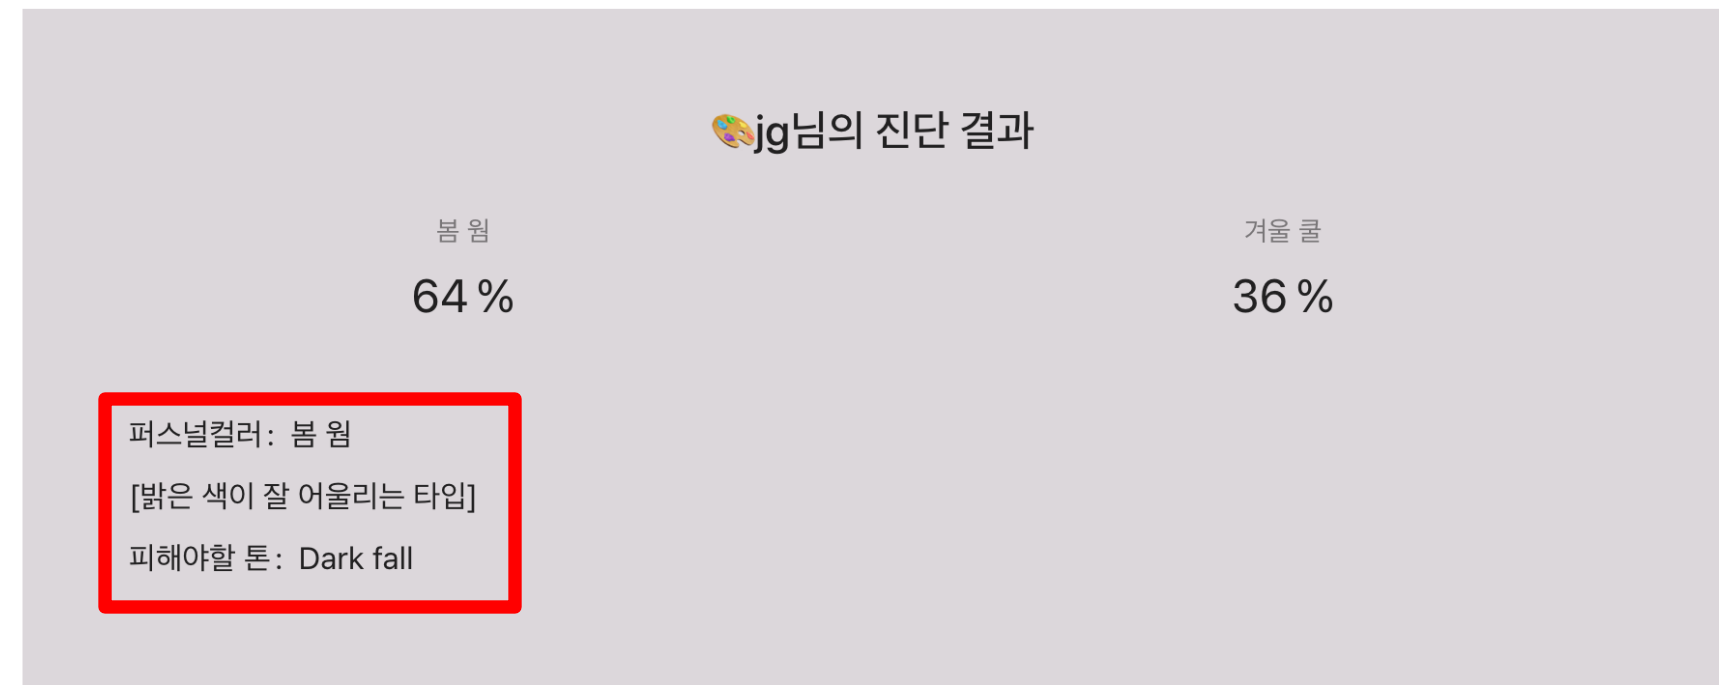 🎨jg님의 진단 결과
봄 웜
겨울 쿨
64 %
36 %
퍼스널컬러: 봄 웜
[밝은 색이 잘 어울리는 타입]
피해야할 톤: Dark fall